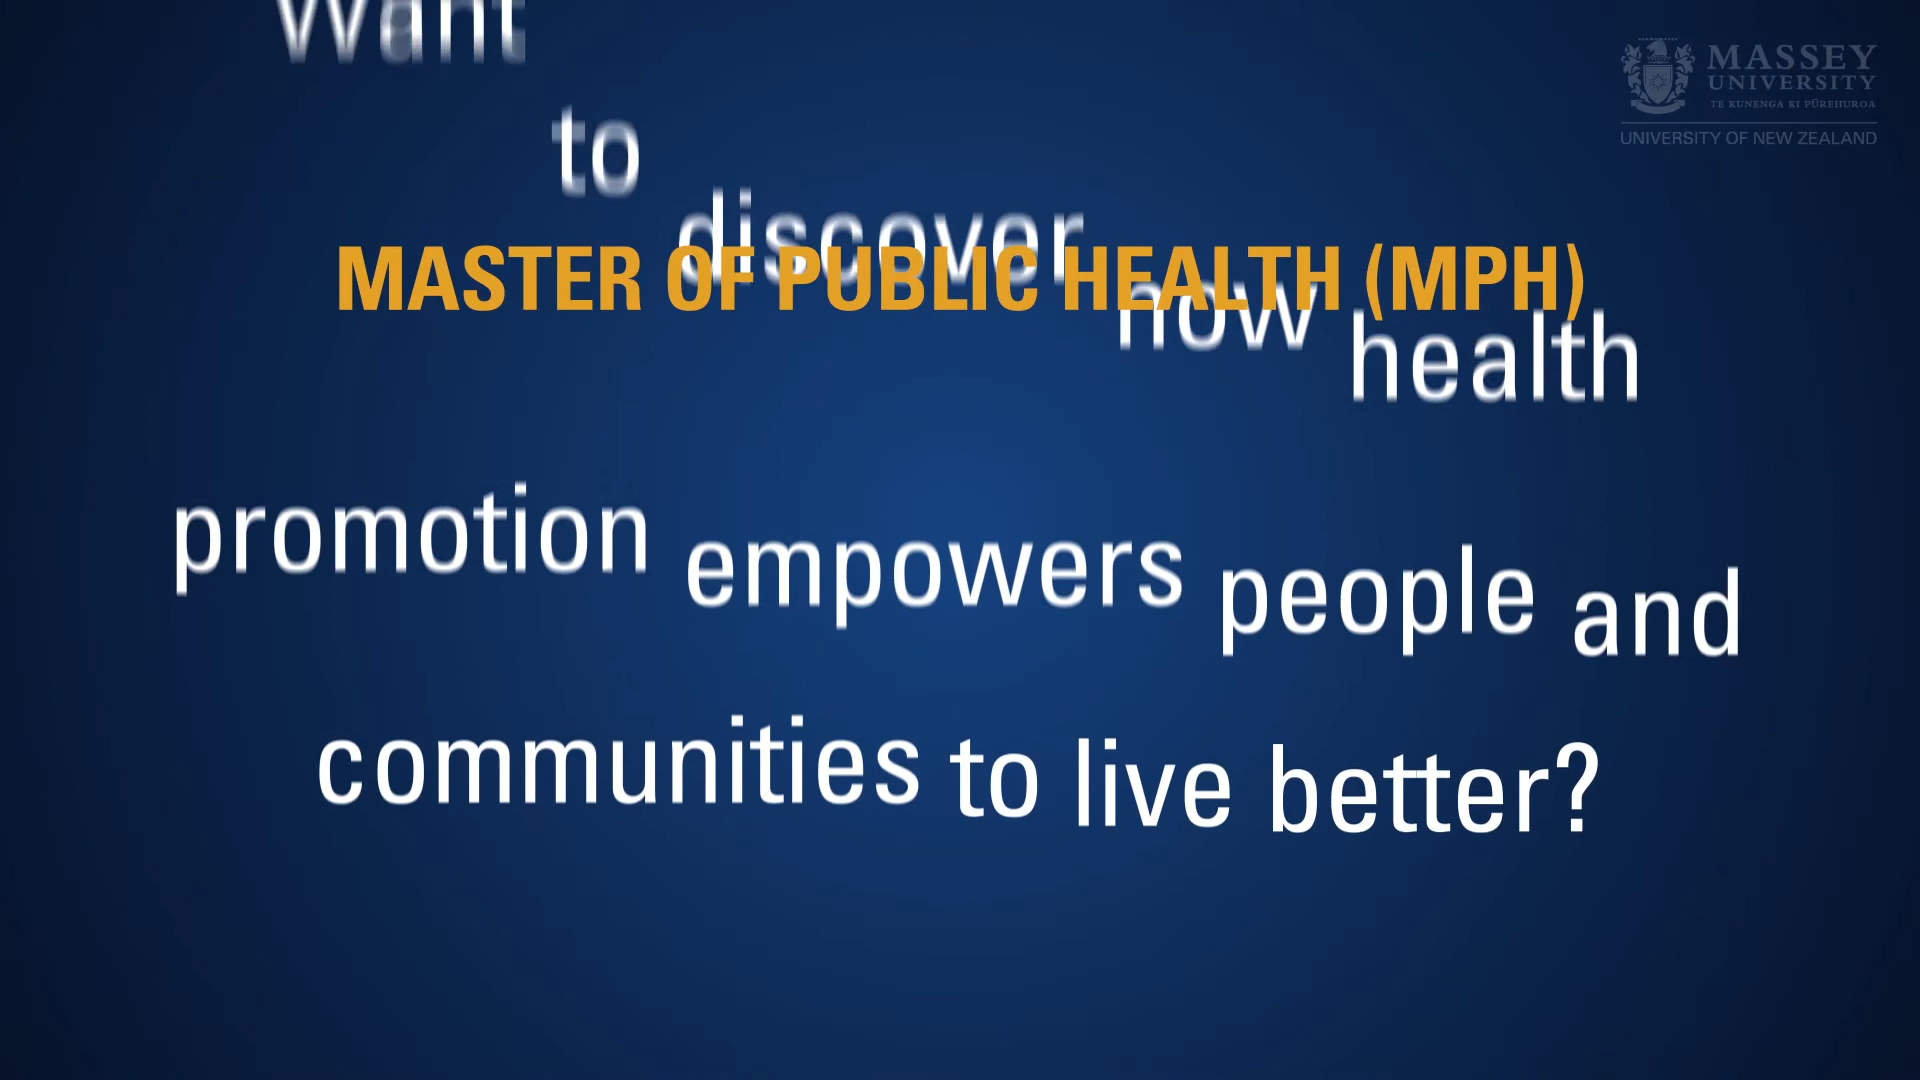 Want to discover how health
MASTER OF PUBLIC HEALTH (MPH)
promotion empowers people and
communities to live better?
MASSEY
UNIVERSITY
TE KUNENGA KI PŪREHUROA
UNIVERSITY OF NEW ZEALAND